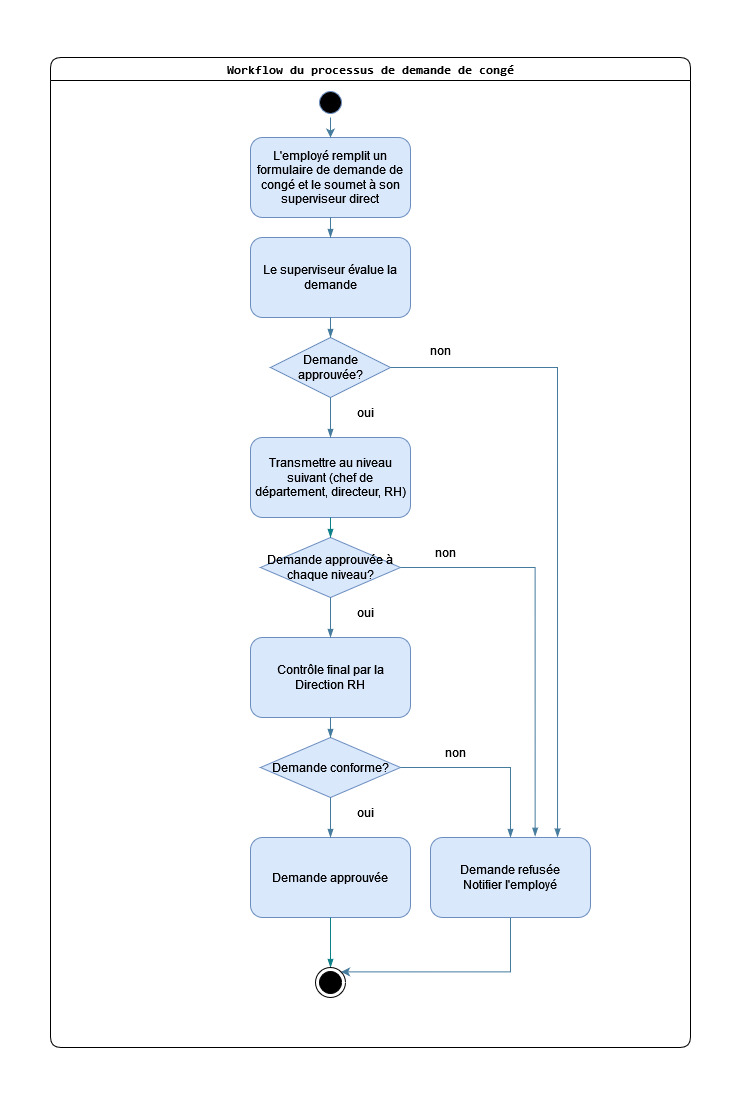 Workflow du processus de demande de congé
L'employé remplit un
formulaire de demande de
congé et le soumet à son
superviseur direct
Le superviseur évalue la
demande
Demande
approuvée?
non
oui
Transmettre au niveau
suivant (chef de
département, directeur, RH)
Demande approuvée à
chaque niveau?
non
oui
Contrôle final par la
Direction RH
Demande conforme?
non
oui
Demande approuvée
Demande refusée
Notifier l'employé